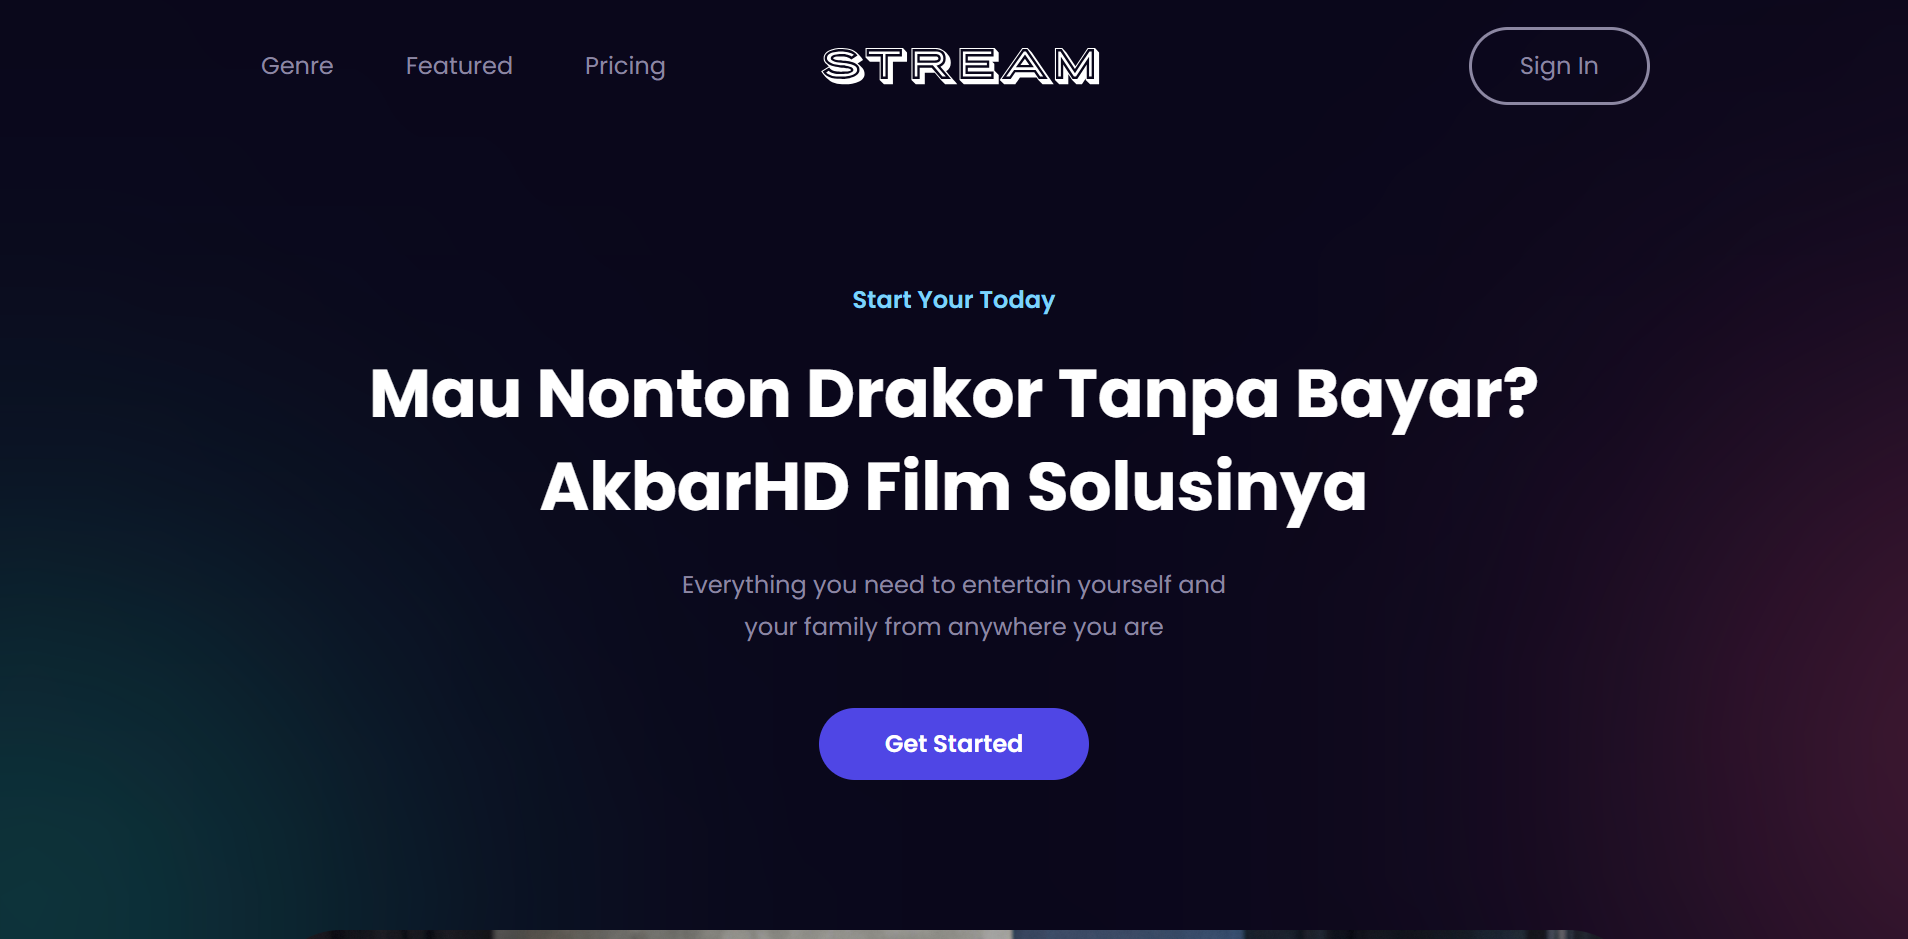 Genre
Featured
Pricing
STREAM
Sign In
Start Your Today
Mau Nonton Drakor Tanpa Bayar?
AkbarHD Film Solusinya
Everything you need to entertain yourself and
your family from anywhere you are
Get Started